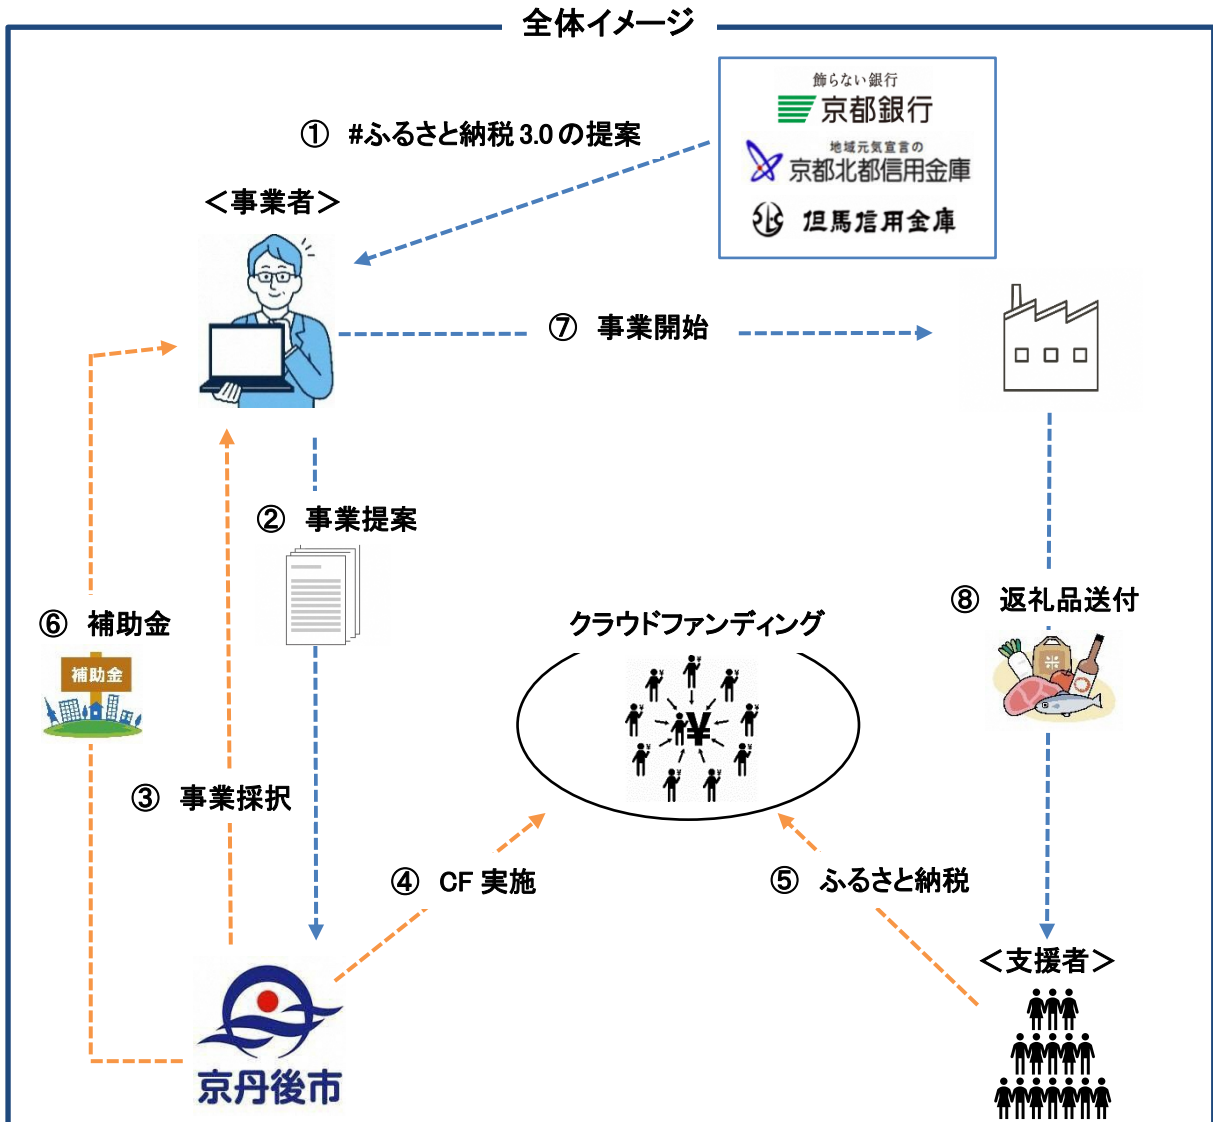 全体イメージ
飾らない銀行
京都銀行
① #ふるさと納税3.0の提案
地域元気宣言の
京都北都信用金庫
＜事業者＞
但馬信用金庫
⑦ 事業開始
② 事業提案
⑧ 返礼品送付
⑥ 補助金
クラウドファンディング
米
補助金
¥
③ 事業採択
④ CF実施
⑤ ふるさと納税
＜支援者＞
京丹後市